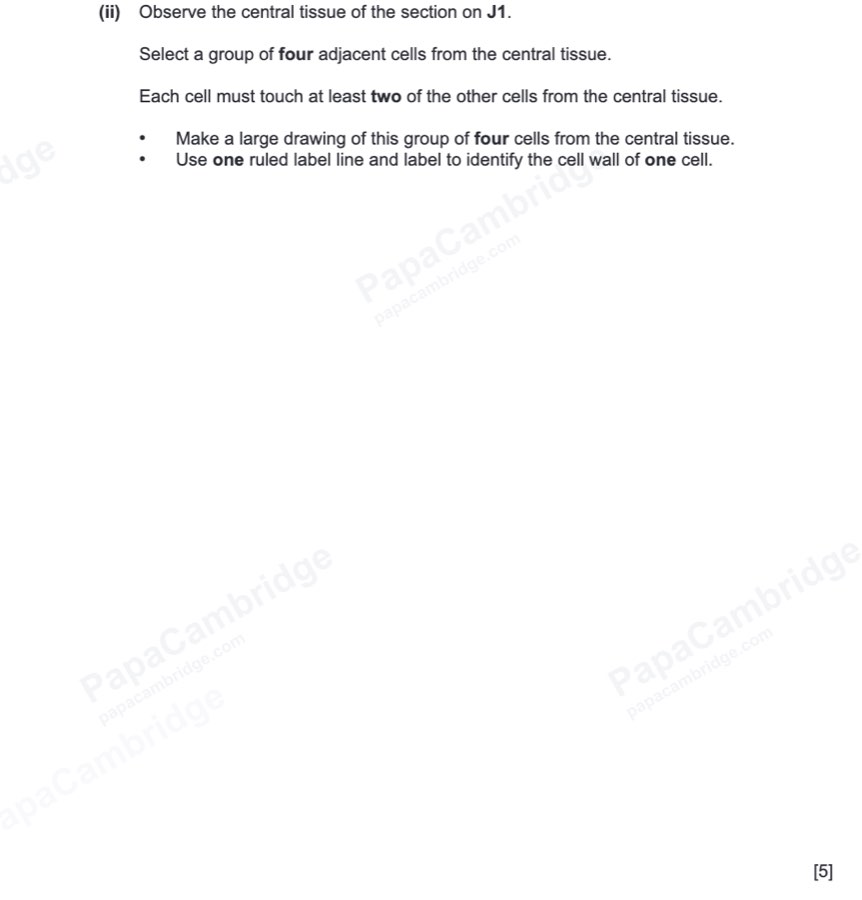 (ii) Observe the central tissue of the section on J1.
Select a group of four adjacent cells from the central tissue.
Each cell must touch at least two of the other cells from the central tissue.
• Make a large drawing of this group of four cells from the central tissue.
• Use one ruled label line and label to identify the cell wall of one cell.
dge
PapaCambridge
papacambridge.com
PapaCambridge
papacambridge.com
PapaCambridge
papacambridge.com
apaCambridge
[5]